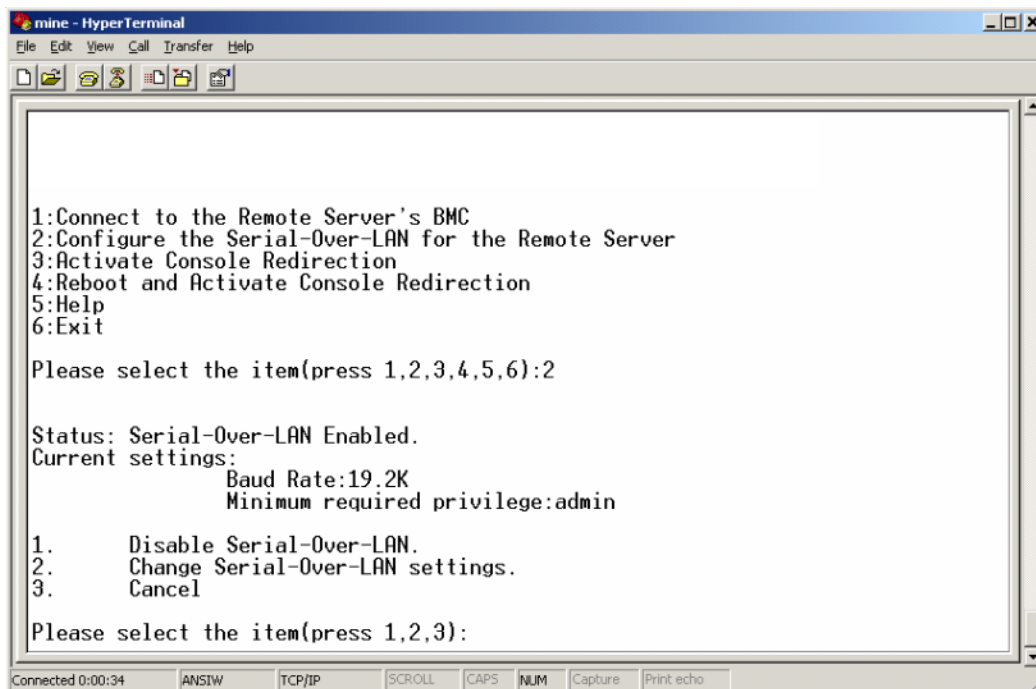 mine - HyperTerminal
File Edit View Call Transfer Help
1:Connect to the Remote Server's BMC
2:Configure the Serial-Over-LAN for the Remote Server
3:Activate Console Redirection
4:Reboot and Activate Console Redirection
5:Help
6:Exit
Please select the item(press 1,2,3,4,5,6):2
Status: Serial-Over-LAN Enabled.
Current settings:
Baud Rate:19.2K
Minimum required privilege:admin
1. Disable Serial-Over-LAN.
2. Change Serial-Over-LAN settings.
3. Cancel
Please select the item(press 1,2,3):
Connected 0:00:34 ANSIW TCP/IP SCROLL CAPS NUM Capture Print echo